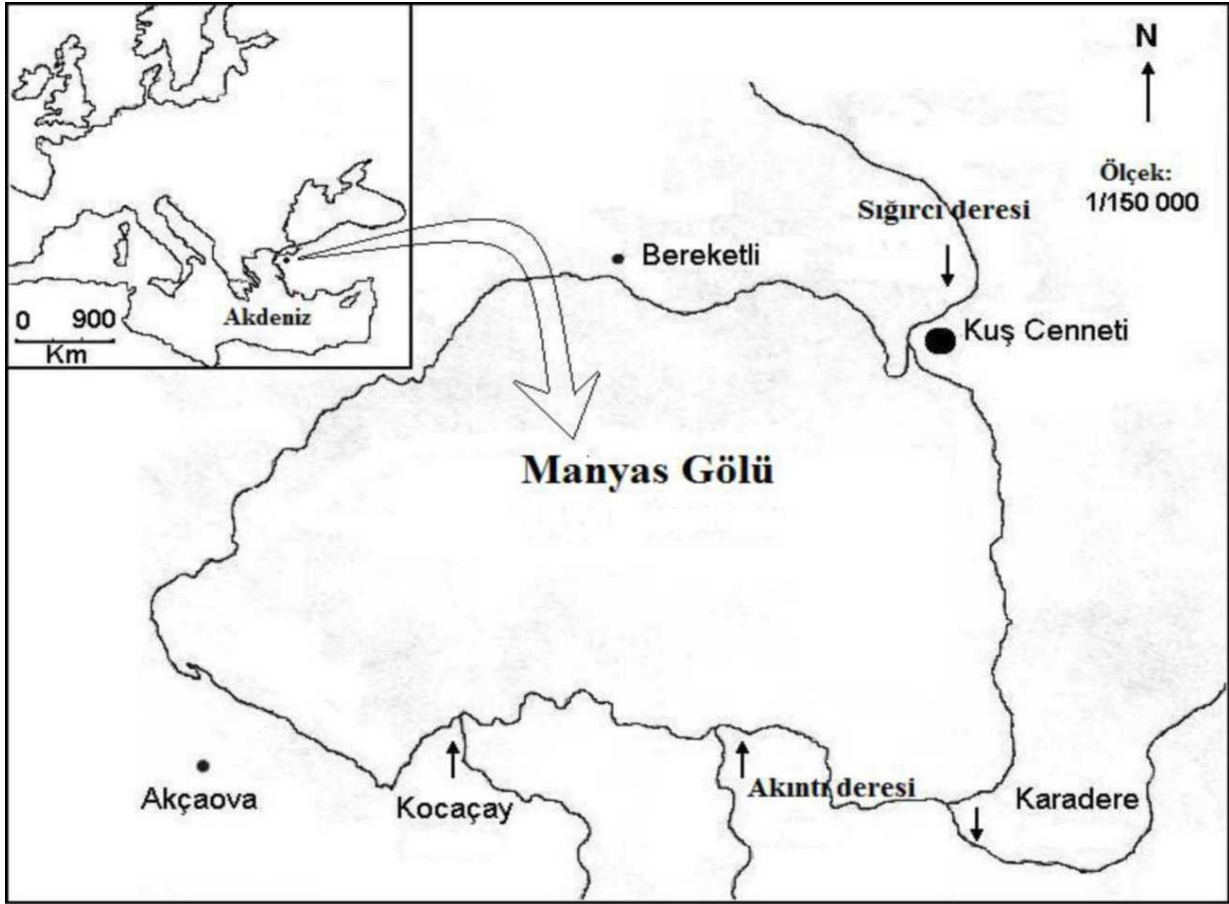 N
Ölçek:
1/150 000
Sığırcı deresi
Bereketli
Kuş Cenneti
0 900
Km
Akdeniz
Manyas Gölü
Akçaova
Kocaçay
Akıntı deresi
Karadere